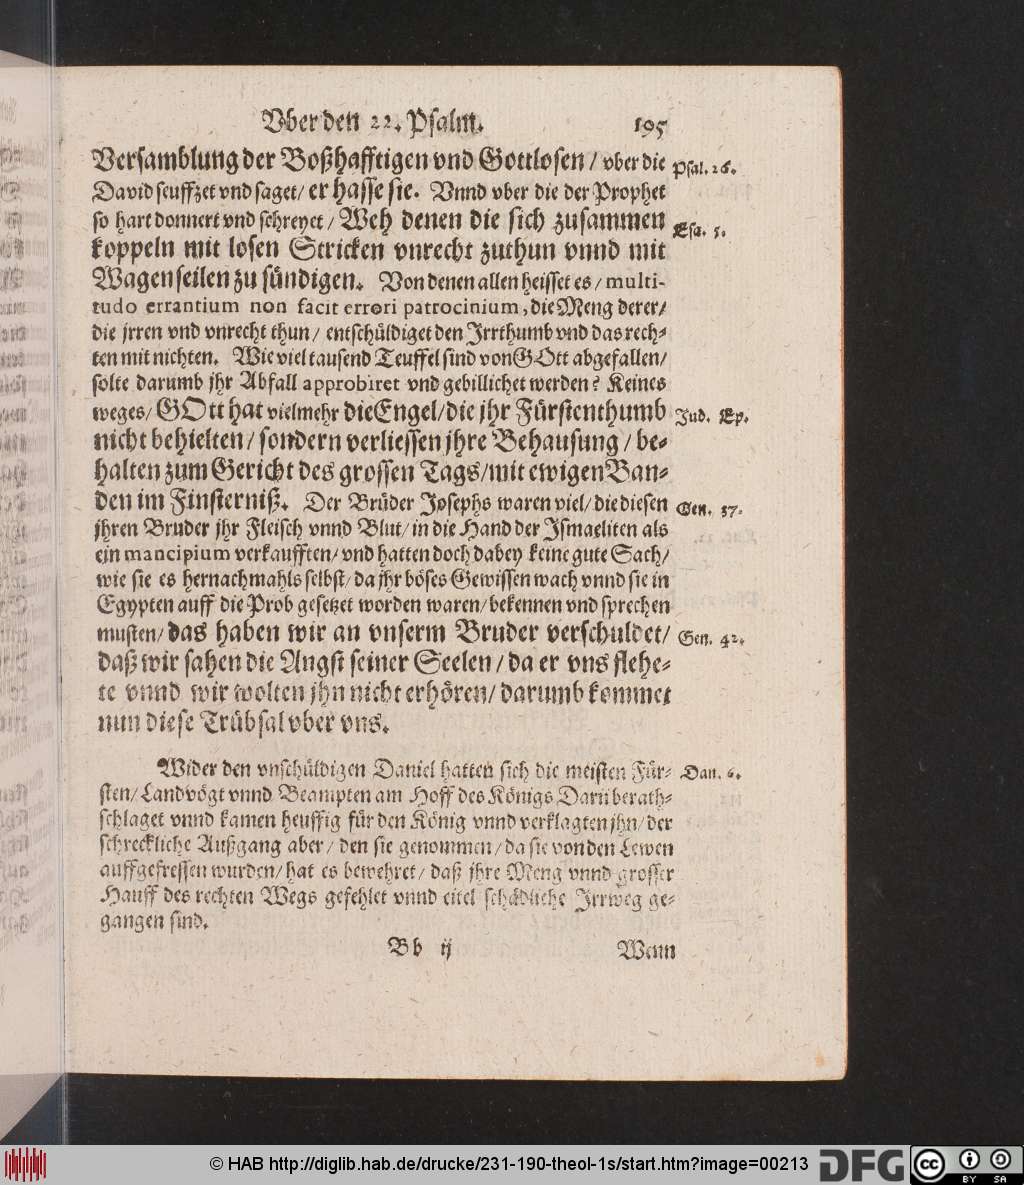 Vber den 22. Psalm. 195
Versamblung der Boßhafftigen vnd Gottlosen / vber die Psal. 26.
David seuffzet vnd saget / er hasse sie. Vnnd vber die der Prophet
so hart donnert vnd schreyet / Weh denen die sich zusammen
koppeln mit losen Stricken vnrecht zuthun vnnd mit Esa. 5.
Wagenseilen zu sündigen. Von denen allen heisset es / multi-
tudo errantium non facit errori patrocinium, die Meng derer /
die jrren vnd vnrecht thun / entschüldiget den Irrthumb vnd das rech-
ten mit nichten. Wie viel tausend Teuffel sind von GOtt abgefallen /
solte darumb jhr Abfall approbiret vnd gebillichet werden? Keines
weges / GOtt hat vielmehr die Engel / die jhr Fürstenthumb Jud. Ep.
nicht behielten / sondern verliessen jhre Behausung / be-
halten zum Gericht des grossen Tags / mit ewigen Ban-
den im Finsterniß. Der Brüder Josephs waren viel / die diesen Gen. 37.
jhren Bruder jhr Fleisch vnnd Blut / in die Hand der Ismaeliten als
ein mancipium verkaufften / vnd hatten doch dabey keine gute Sach /
wie sie es hernachmahls selbst / da jhr böses Gewissen wach vnnd sie in
Egypten auff die Prob gesetzet worden waren / bekennen vnd sprechen
musten / das haben wir an vnserm Bruder verschuldet / Gen. 42.
daß wir sahen die Angst seiner Seelen / da er vns flehe-
te vnnd wir wolten jhn nicht erhören / darumb kommet
nun diese Trübsal vber vns.
Wider den vnschüldigen Daniel hatten sich die meisten Für- Dan. 6.
sten / Landvögt vnnd Beampten am Hoff des Königs Darii berath-
schlaget vnnd kamen heuffig für den König vnnd verklagten jhn / der
schreckliche Außgang aber / den sie genommen / da sie von den Lewen
auffgefressen wurden / hat es bewehret / daß jhre Meng vnnd grosser
Hauff des rechten Wegs gefehlet vnnd eitel schädliche Irrweg ge-
gangen sind.
Bb ij Wenn
© HAB http://diglib.hab.de/drucke/231-190-theol-1s/start.htm?image=00213 DFG cc BY SA